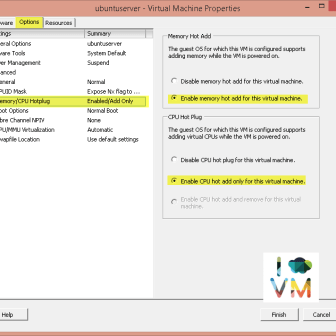 ubuntuserver - Virtual Machine Properties
ware Options Resources
ngs Summary
eral Options ubuntuserver
ware Tools System Default
er Management Suspend
anced
eneral Normal
PUID Mask Expose Nx flag to ...
emory/CPU Hotplug Enabled/Add Only
oot Options Normal Boot
bre Channel NPIV None
PU/MMU Virtualization Automatic
wapfile Location Use default settings
Memory Hot Add
The guest OS for which this VM is configured supports
adding memory while the VM is powered on.
Disable memory hot add for this virtual machine.
Enable memory hot add for this virtual machine.
CPU Hot Plug
The guest OS for which this VM is configured supports
adding virtual CPUs while the VM is powered on.
Disable CPU hot plug for this virtual machine.
Enable CPU hot add only for this virtual machine.
Enable CPU hot add and remove for this virtual
machine.
I
VM
Help Finish Cancel